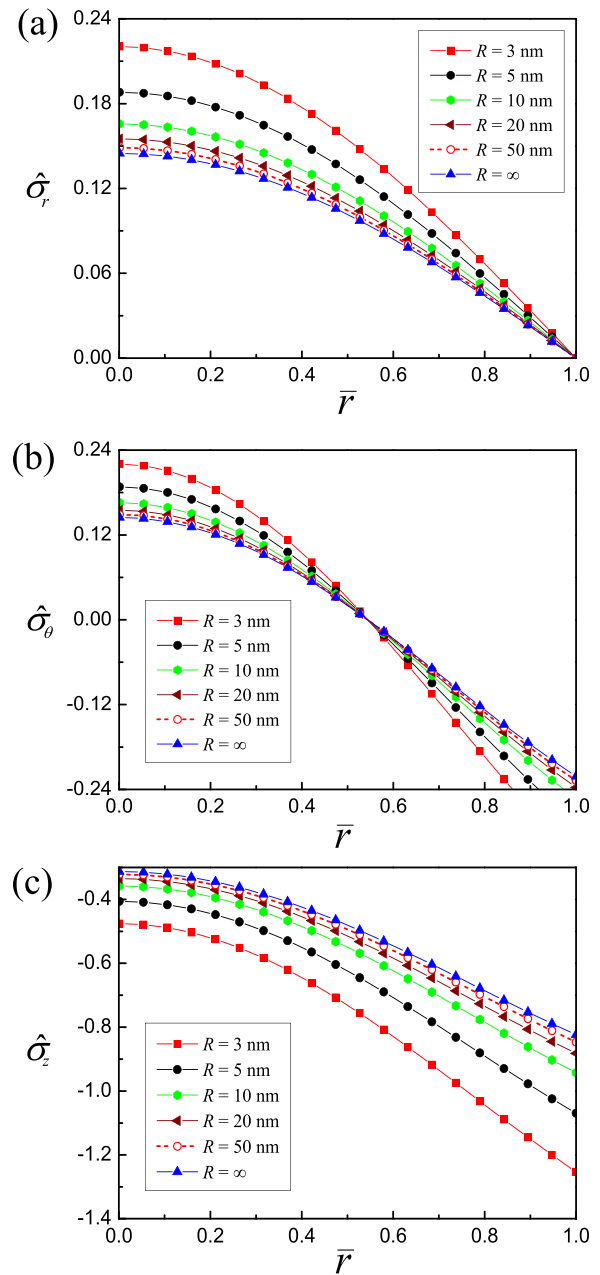 (a)
0.24
0.18
0.12
0.06
0.00
σ̂r
R = 3 nm
R = 5 nm
R = 10 nm
R = 20 nm
R = 50 nm
R = ∞
0.0 0.2 0.4 0.6 0.8 1.0
r̄
(b)
0.24
0.12
0.00
-0.12
-0.24
σ̂θ
R = 3 nm
R = 5 nm
R = 10 nm
R = 20 nm
R = 50 nm
R = ∞
0.0 0.2 0.4 0.6 0.8 1.0
r̄
(c)
-0.4
-0.6
-0.8
-1.0
-1.2
-1.4
σ̂z
R = 3 nm
R = 5 nm
R = 10 nm
R = 20 nm
R = 50 nm
R = ∞
0.0 0.2 0.4 0.6 0.8 1.0
r̄